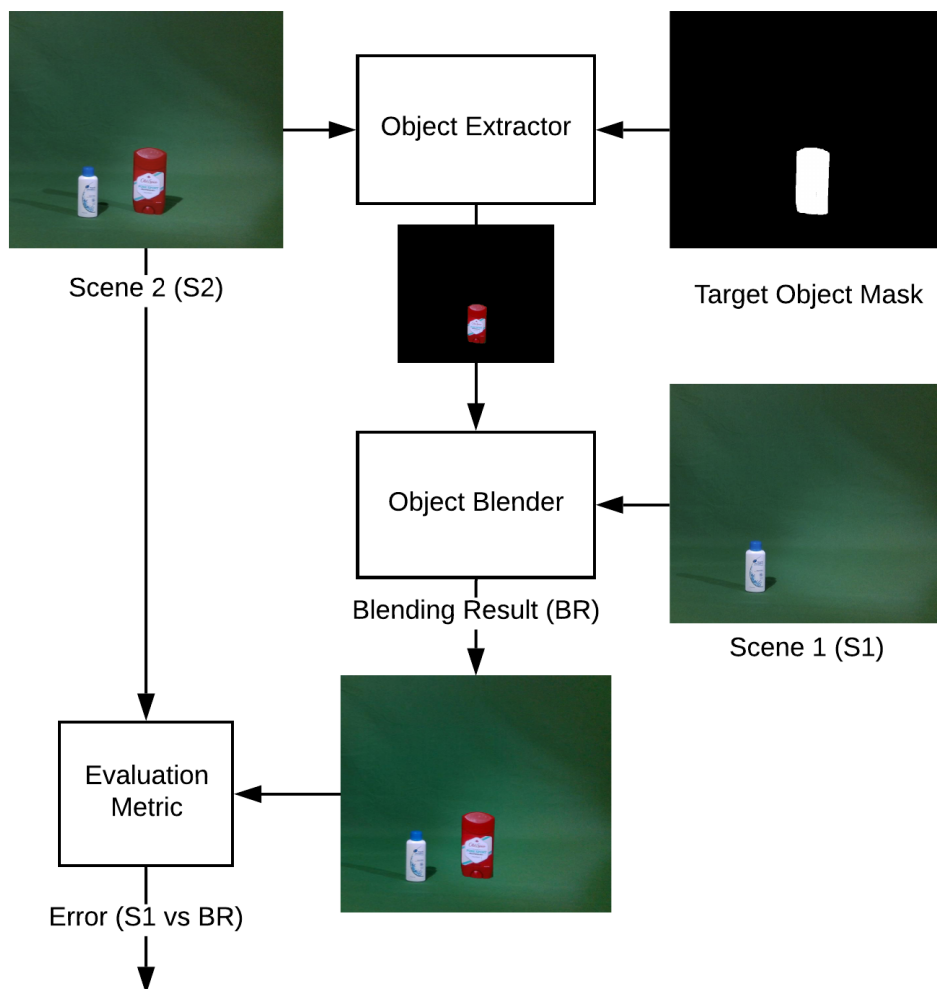 Object Extractor
Scene 2 (S2)
Target Object Mask
Object Blender
Blending Result (BR)
Scene 1 (S1)
Evaluation
Metric
Error (S1 vs BR)